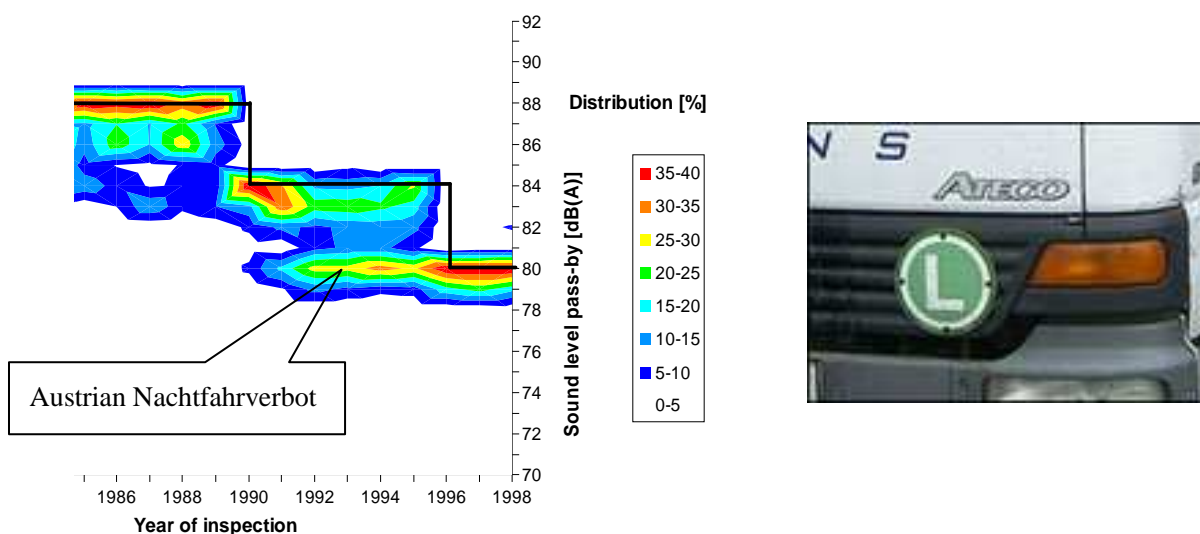 92
90
88
86
84
82
80
78
76
74
72
70
Sound level pass-by [dB(A)]
1986 1988 1990 1992 1994 1996 1998
Year of inspection
Austrian Nachtfahrverbot
Distribution [%]
35-40
30-35
25-30
20-25
15-20
10-15
5-10
0-5
N S
ATEGO
L